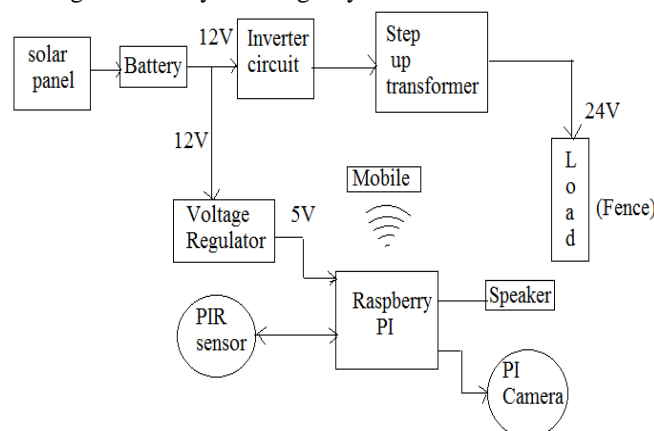 solar
panel
Battery
12V
Inverter
circuit
Step
up
transformer
24V
12V
L
o
a
d
(Fence)
Mobile
Voltage
Regulator
5V
Raspberry
PI
Speaker
PIR
sensor
PI
Camera